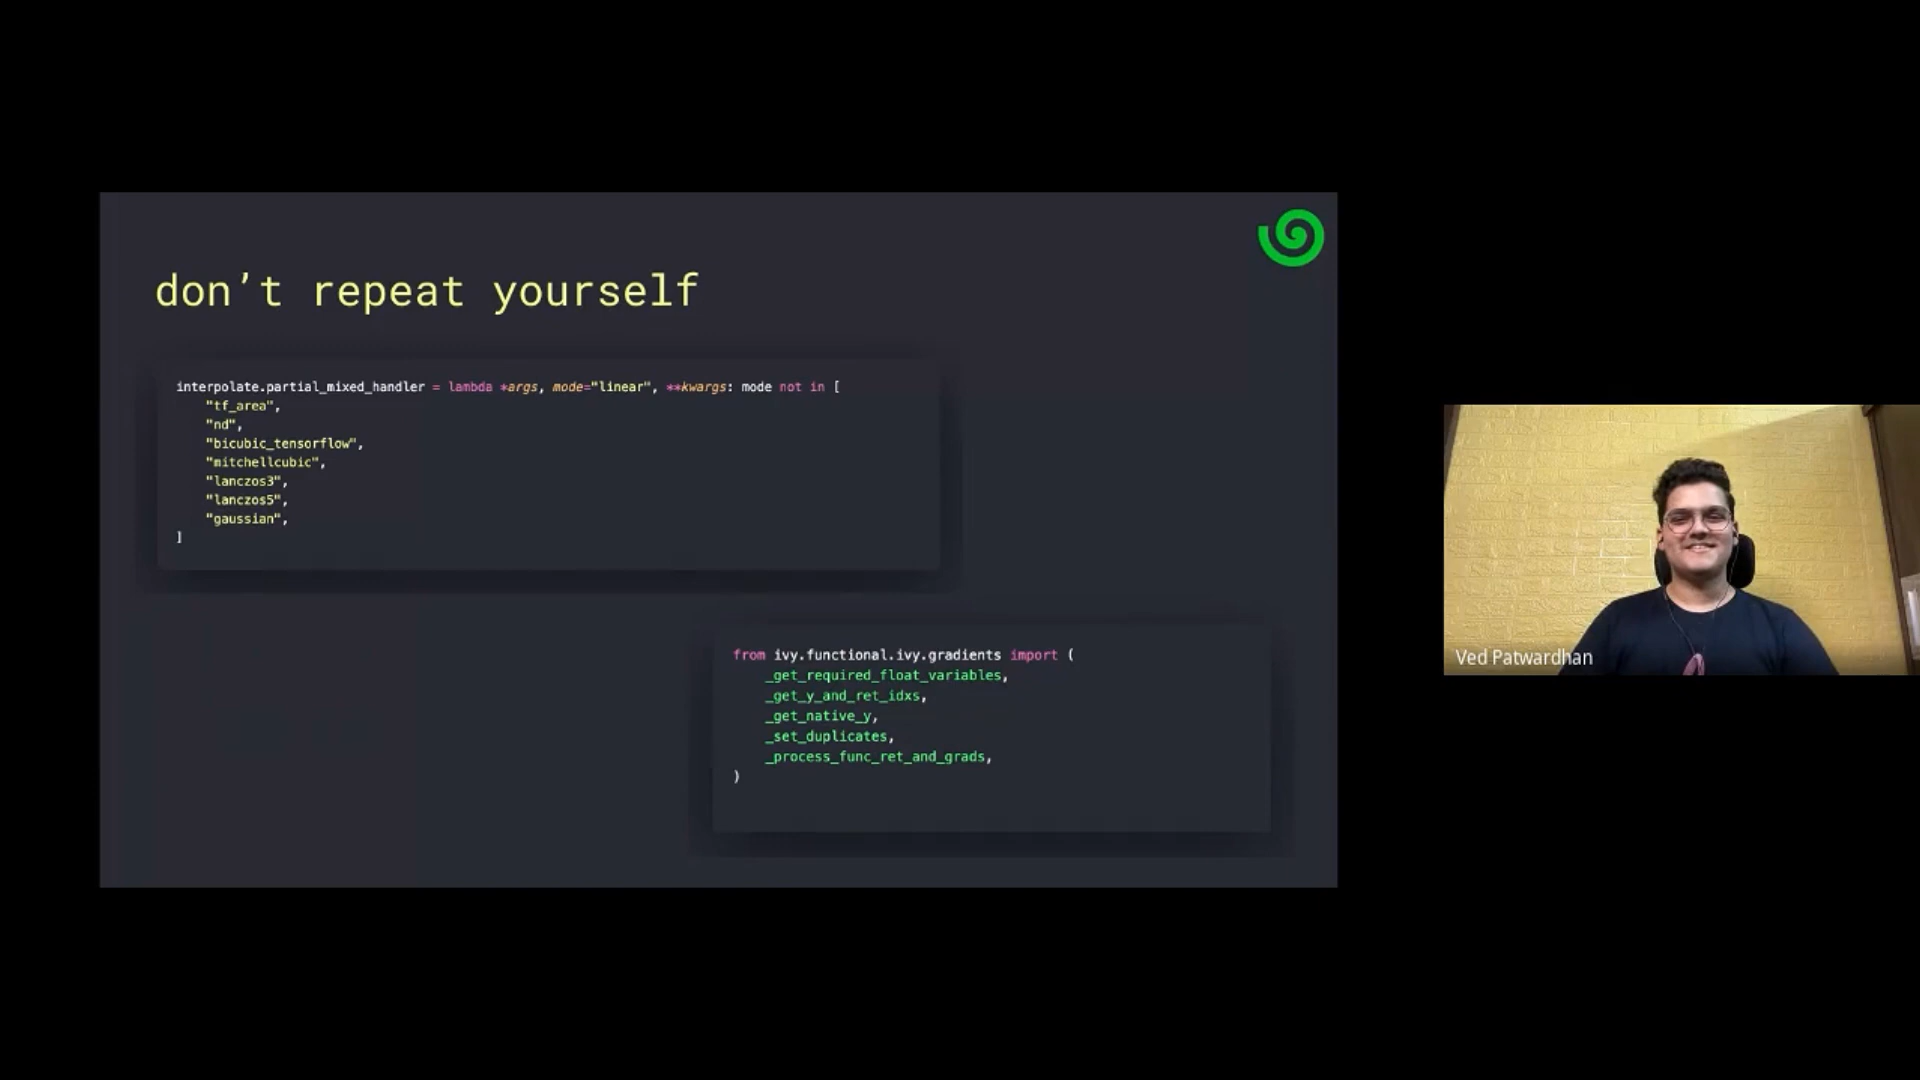 don’t repeat yourself
interpolate.partial_mixed_handler = lambda *args, mode="linear", **kwargs: mode not in [
"tf_area",
"nd",
"bicubic_tensorflow",
"mitchellcubic",
"lanczos3",
"lanczos5",
"gaussian",
]
from ivy.functional.ivy.gradients import (
_get_required_float_variables,
_get_y_and_ret_idxs,
_get_native_y,
_set_duplicates,
_process_func_ret_and_grads,
)
Ved Patwardhan